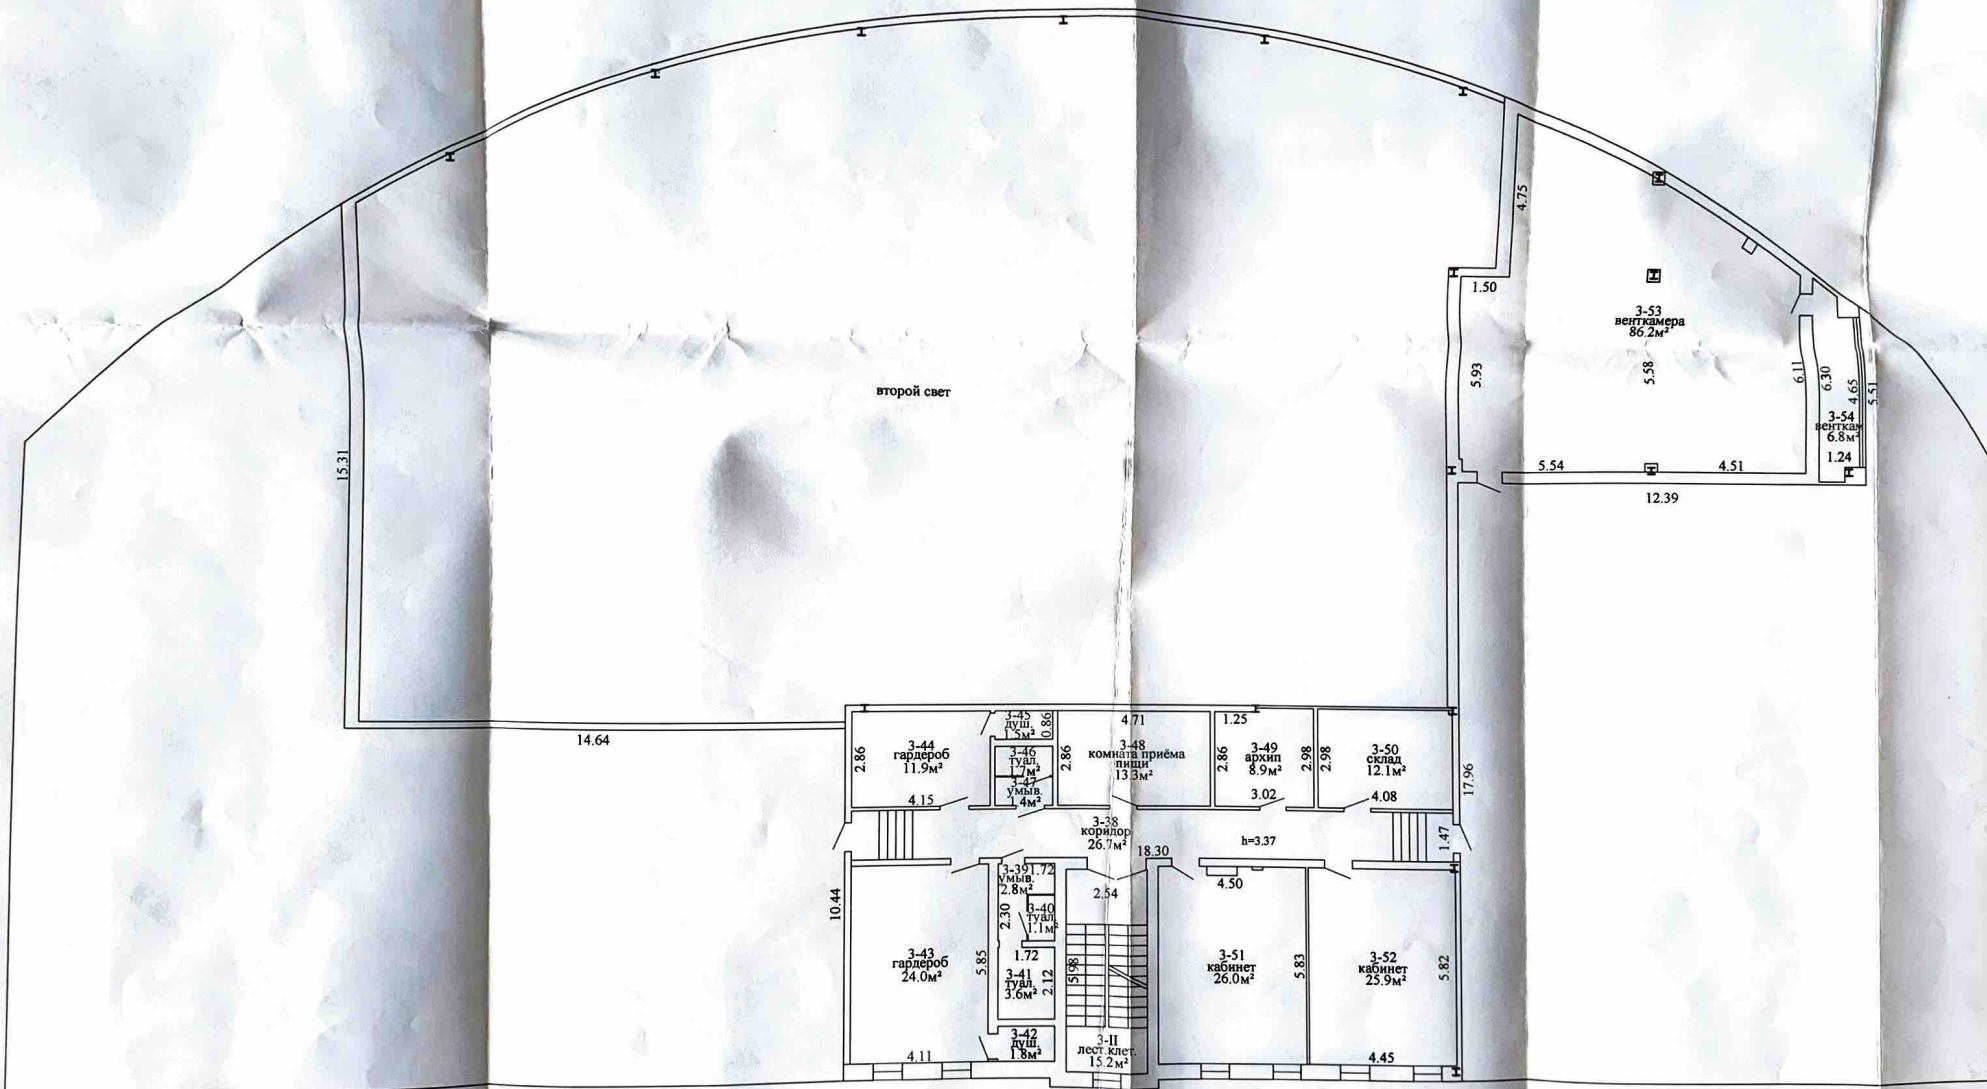 4.75
1.50
3-53
венткамера
86.2м²
5.93
5.58
6.11
6.30
4.65
5.51
3-54
венткам
6.8м²
1.24
второй свет
15.31
5.54
4.51
12.39
14.64
3-45
душ.
1.5м²
0.86
4.71
1.25
2.86
3-44
гардероб
11.9м²
4.15
3-46
туал.
1.7м²
3-47
умыв.
1.4м²
2.86
3-48
комната приёма
пищи
13.3м²
2.86
3-49
архип
8.9м²
3.02
2.98
2.98
3-50
склад
12.1м²
4.08
17.96
3-38
коридор
26.7м²
18.30
h=3.37
1.47
10.44
3-39
умыв.
2.8м²
1.72
2.54
4.50
2.30
3-40
туал.
1.1м²
3-43
гардероб
24.0м²
5.85
1.72
3-41
туал.
3.6м²
2.12
5.98
3-51
кабинет
26.0м²
5.83
3-52
кабинет
25.9м²
5.82
4.11
3-42
душ.
1.8м²
3-II
лест.клет.
15.2м²
4.45